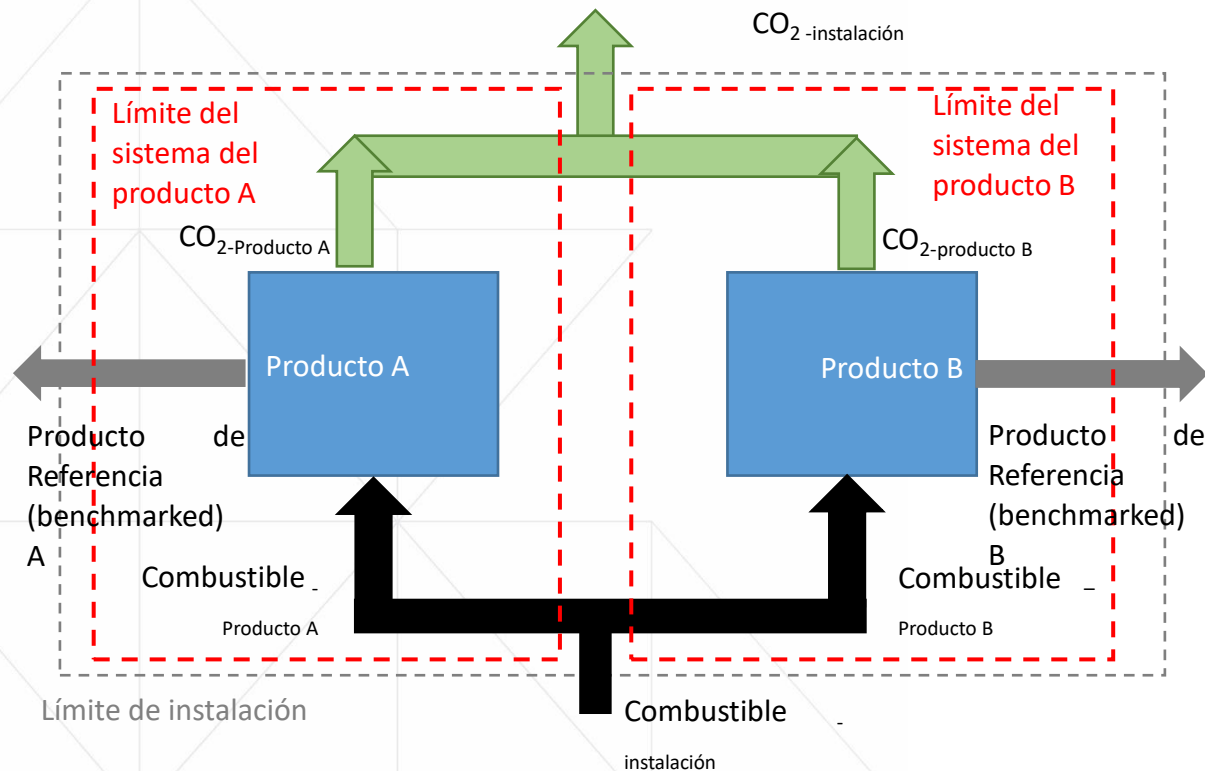 CO2 -instalación
Límite del
sistema del
producto A
Límite del
sistema del
producto B
CO2-Producto A
CO2-producto B
Producto A
Producto B
Producto de
Referencia
(benchmarked)
A
Producto de
Referencia
(benchmarked)
B
Combustible -
Producto A
Combustible -
Producto B
Límite de instalación
Combustible -
instalación